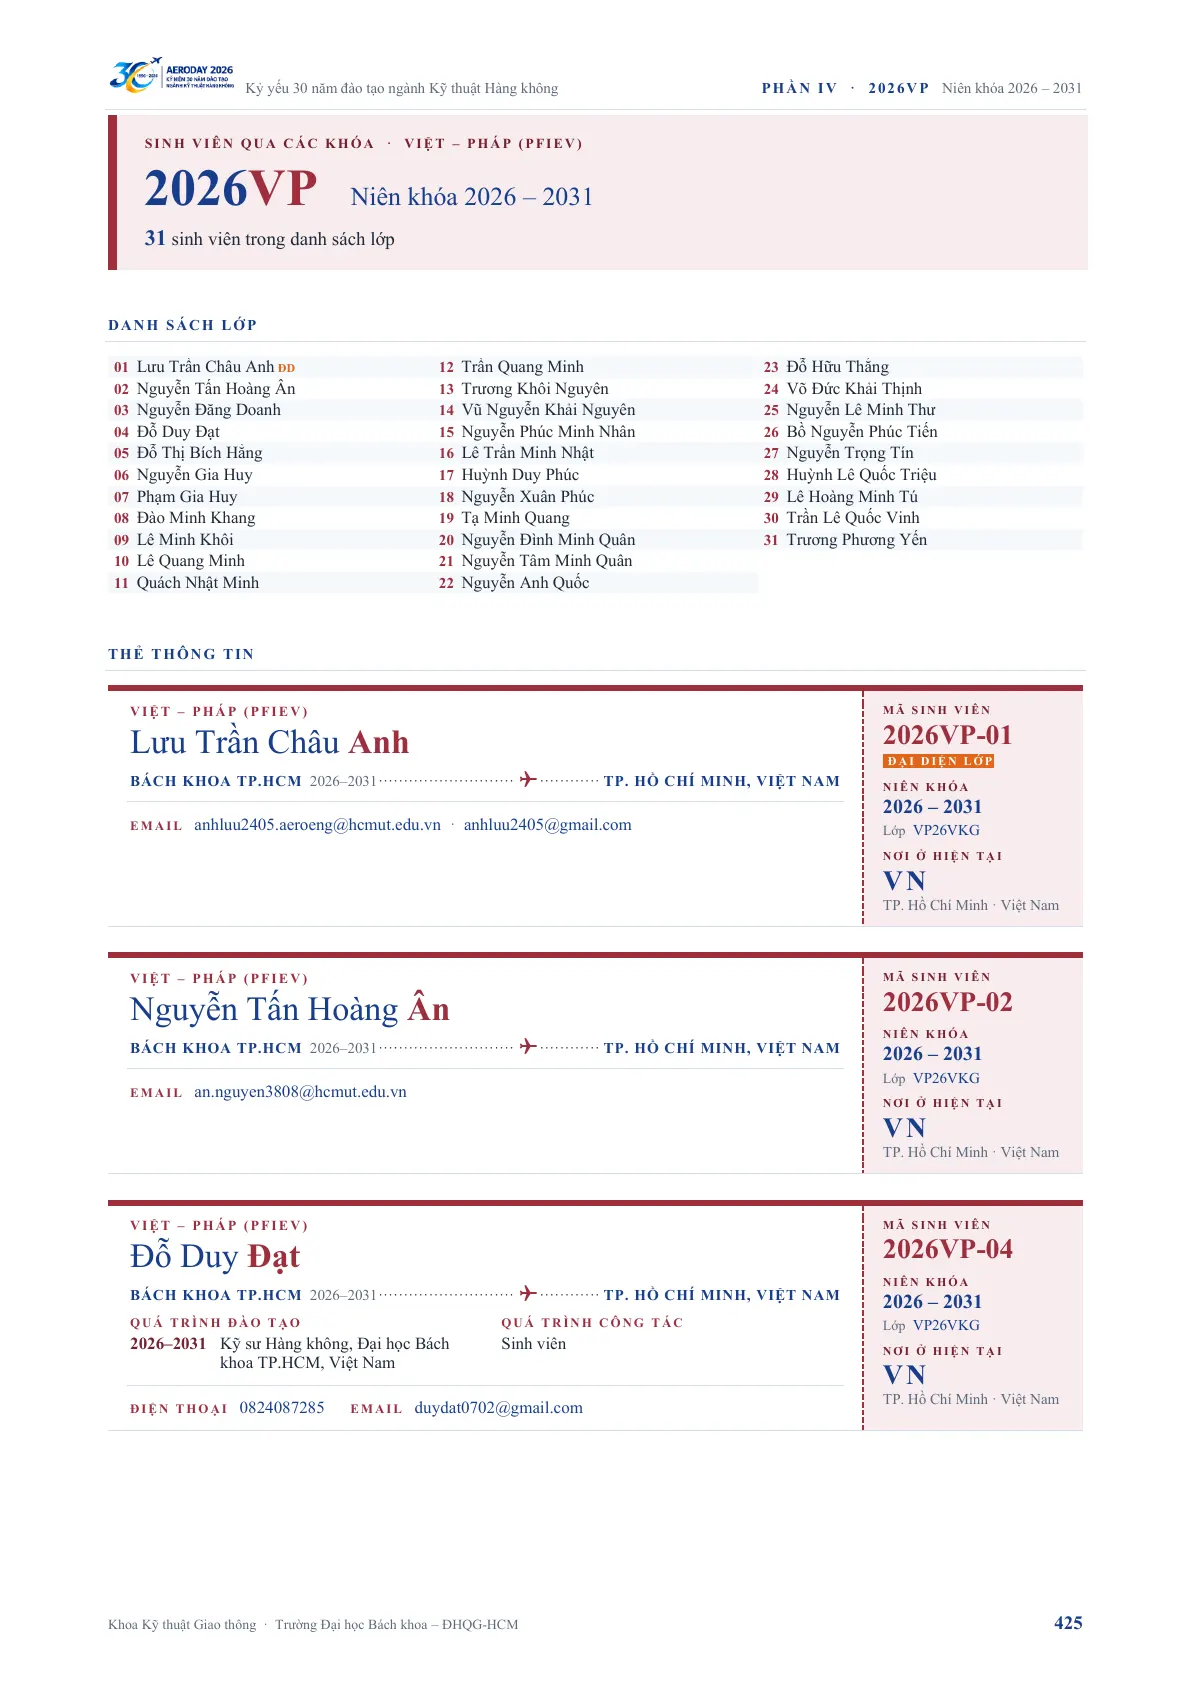 30 1996 - 2026 AERODAY 2026
KỶ NIỆM 30 NĂM ĐÀO TẠO
NGÀNH KỸ THUẬT HÀNG KHÔNG
Kỷ yếu 30 năm đào tạo ngành Kỹ thuật Hàng không
PHẦN IV · 2026VP Niên khóa 2026 – 2031
SINH VIÊN QUA CÁC KHÓA · VIỆT – PHÁP (PFIEV)
2026VP Niên khóa 2026 – 2031
31 sinh viên trong danh sách lớp
DANH SÁCH LỚP
01 Lưu Trần Châu Anh ĐD
02 Nguyễn Tấn Hoàng Ân
03 Nguyễn Đăng Doanh
04 Đỗ Duy Đạt
05 Đỗ Thị Bích Hằng
06 Nguyễn Gia Huy
07 Phạm Gia Huy
08 Đào Minh Khang
09 Lê Minh Khôi
10 Lê Quang Minh
11 Quách Nhật Minh
12 Trần Quang Minh
13 Trương Khôi Nguyên
14 Vũ Nguyễn Khải Nguyên
15 Nguyễn Phúc Minh Nhân
16 Lê Trần Minh Nhật
17 Huỳnh Duy Phúc
18 Nguyễn Xuân Phúc
19 Tạ Minh Quang
20 Nguyễn Đình Minh Quân
21 Nguyễn Tâm Minh Quân
22 Nguyễn Anh Quốc
23 Đỗ Hữu Thắng
24 Võ Đức Khải Thịnh
25 Nguyễn Lê Minh Thư
26 Bồ Nguyễn Phúc Tiến
27 Nguyễn Trọng Tín
28 Huỳnh Lê Quốc Triệu
29 Lê Hoàng Minh Tú
30 Trần Lê Quốc Vinh
31 Trương Phương Yến
THẺ THÔNG TIN
VIỆT – PHÁP (PFIEV)
Lưu Trần Châu Anh
BÁCH KHOA TP.HCM 2026–2031 TP. HỒ CHÍ MINH, VIỆT NAM
EMAIL anhluu2405.aeroeng@hcmut.edu.vn · anhluu2405@gmail.com
MÃ SINH VIÊN
2026VP-01
ĐẠI DIỆN LỚP
NIÊN KHÓA
2026 – 2031
Lớp VP26VKG
NƠI Ở HIỆN TẠI
VN
TP. Hồ Chí Minh · Việt Nam
VIỆT – PHÁP (PFIEV)
Nguyễn Tấn Hoàng Ân
BÁCH KHOA TP.HCM 2026–2031 TP. HỒ CHÍ MINH, VIỆT NAM
EMAIL an.nguyen3808@hcmut.edu.vn
MÃ SINH VIÊN
2026VP-02
NIÊN KHÓA
2026 – 2031
Lớp VP26VKG
NƠI Ở HIỆN TẠI
VN
TP. Hồ Chí Minh · Việt Nam
VIỆT – PHÁP (PFIEV)
Đỗ Duy Đạt
BÁCH KHOA TP.HCM 2026–2031 TP. HỒ CHÍ MINH, VIỆT NAM
QUÁ TRÌNH ĐÀO TẠO
2026–2031 Kỹ sư Hàng không, Đại học Bách
khoa TP.HCM, Việt Nam
QUÁ TRÌNH CÔNG TÁC
Sinh viên
ĐIỆN THOẠI 0824087285 EMAIL duydat0702@gmail.com
MÃ SINH VIÊN
2026VP-04
NIÊN KHÓA
2026 – 2031
Lớp VP26VKG
NƠI Ở HIỆN TẠI
VN
TP. Hồ Chí Minh · Việt Nam
Khoa Kỹ thuật Giao thông · Trường Đại học Bách khoa – ĐHQG-HCM
425